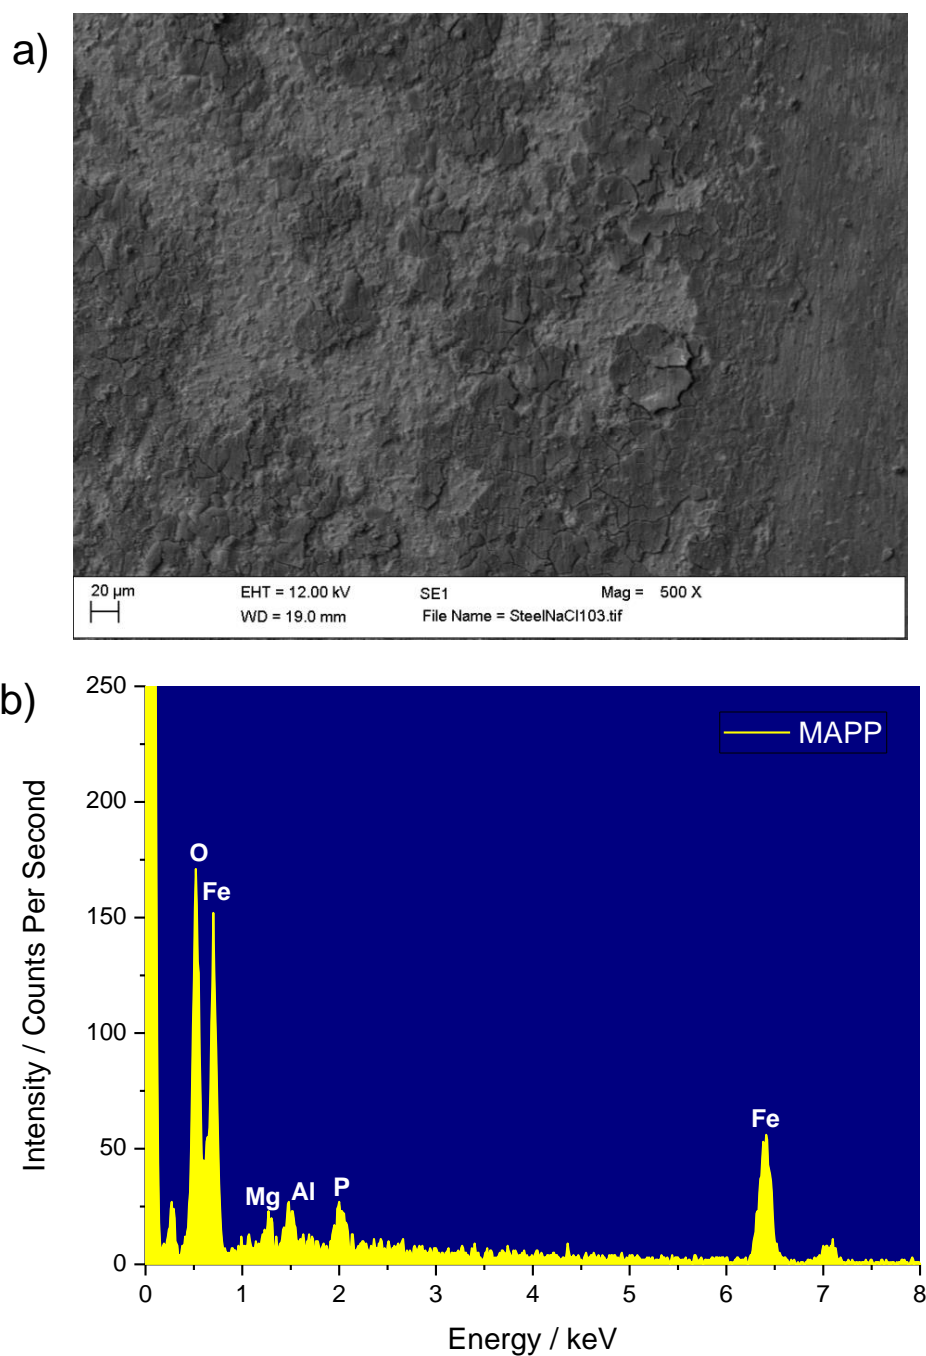 a)
20 µm
EHT = 12.00 kV
SE1
Mag = 500 X
WD = 19.0 mm
File Name = SteelNaCl103.tif
b)
250
200
150
100
50
0
Intensity / Counts Per Second
MAPP
O
Fe
Mg
Al
P
Fe
0 1 2 3 4 5 6 7 8
Energy / keV